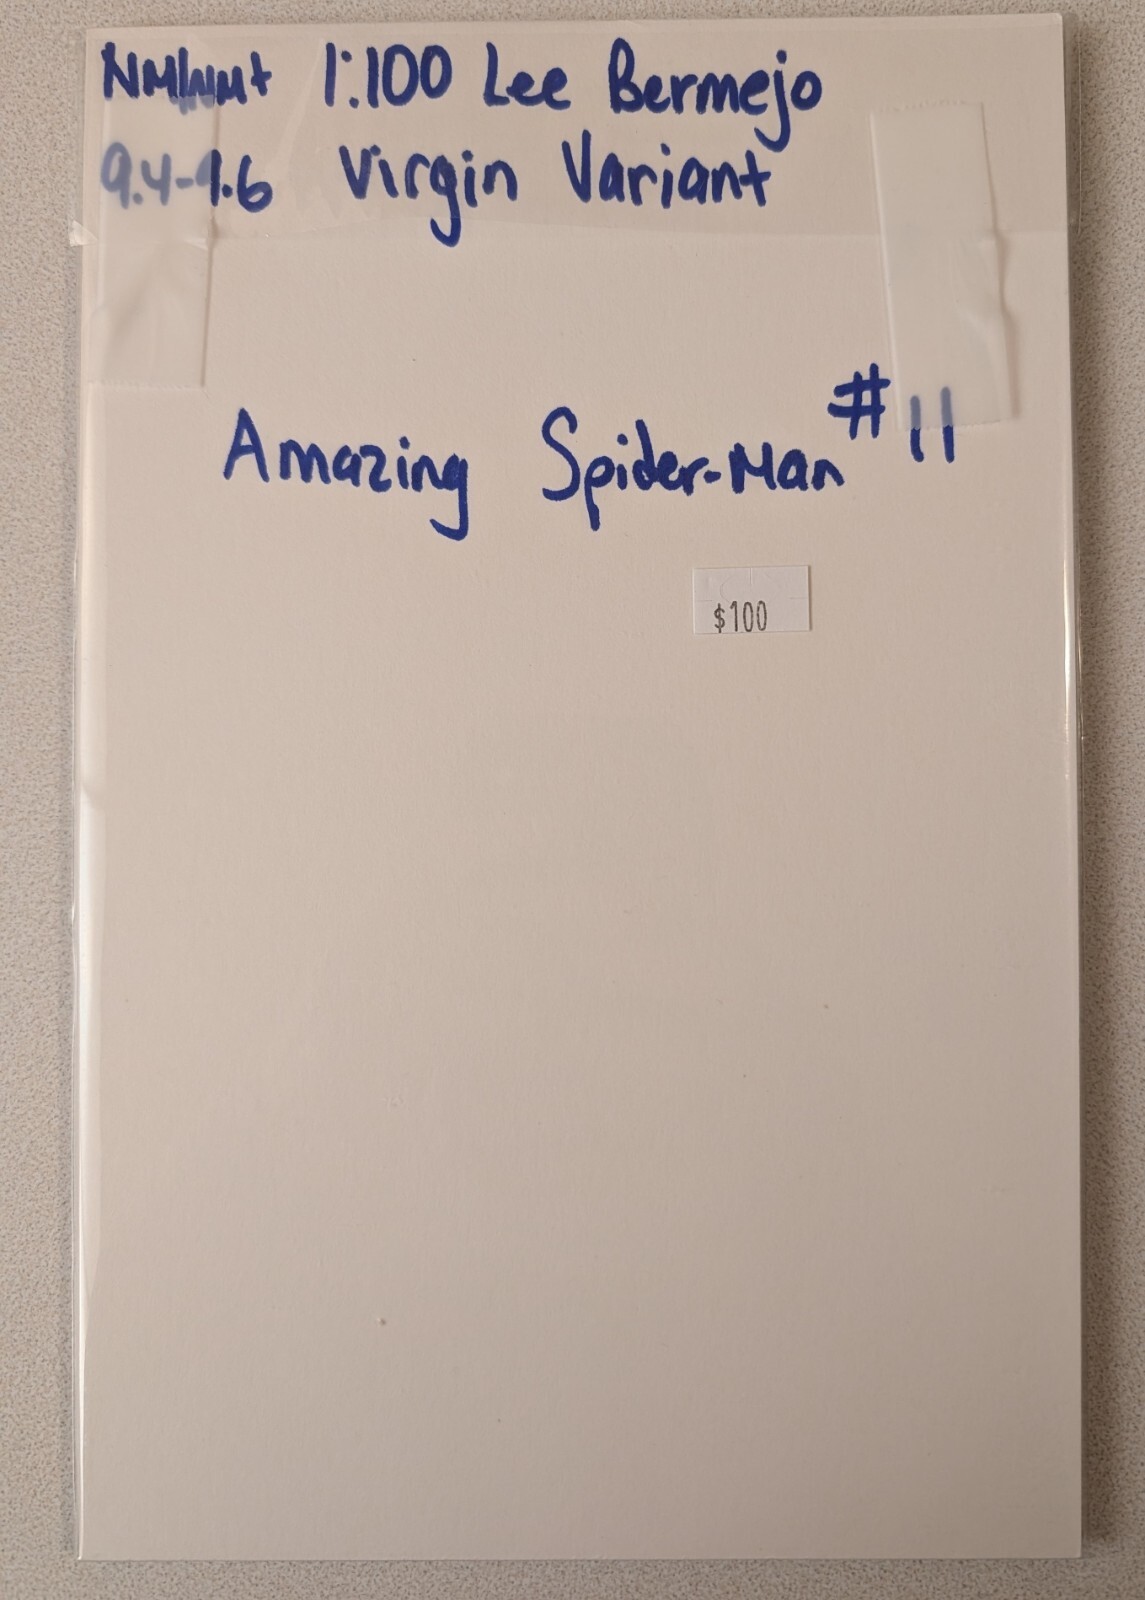 NM/NM+ 1:100 Lee Bermejo
9.4-9.6 Virgin Variant
Amazing Spider-Man #11
$100